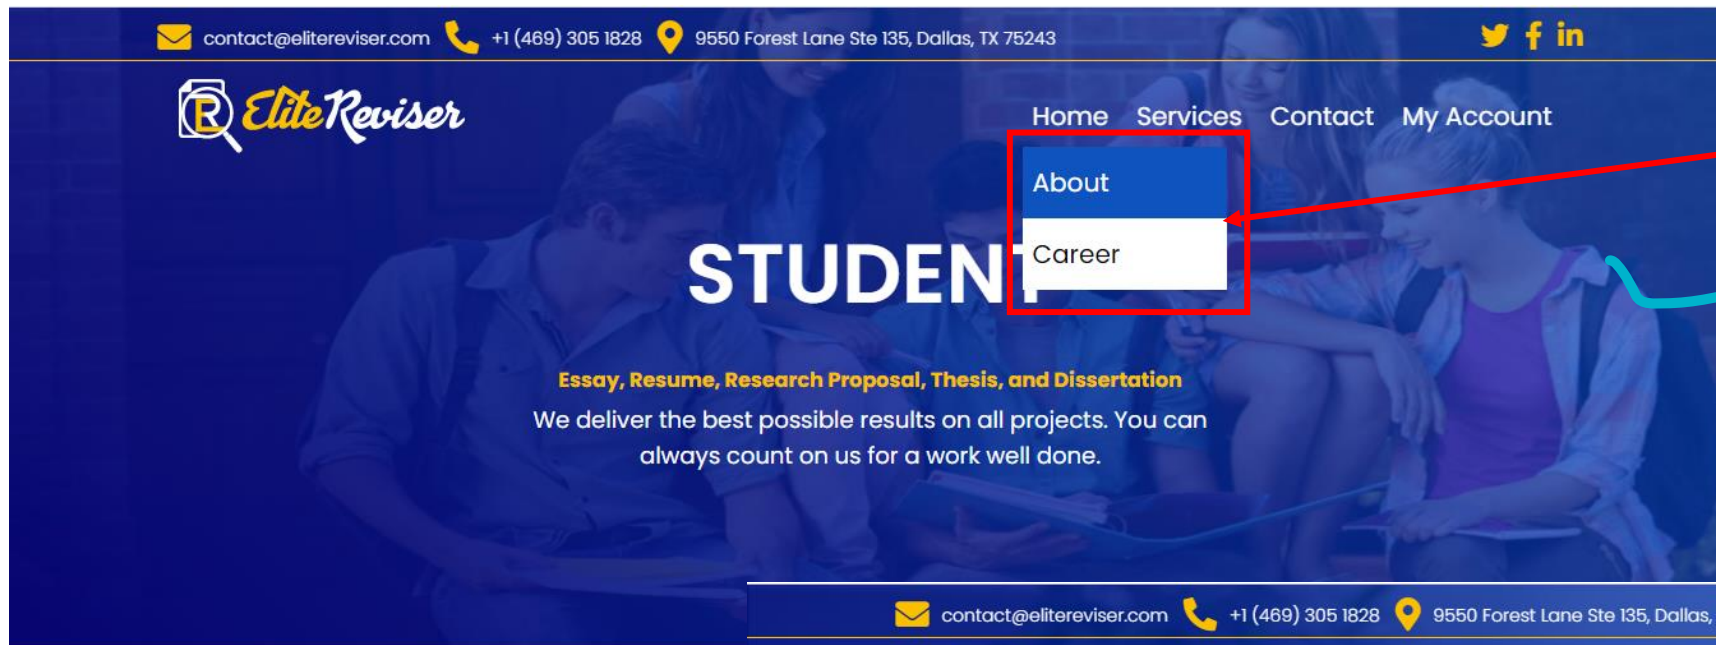 contact@elitereviser.com +1 (469) 305 1828 9550 Forest Lane Ste 135, Dallas, TX 75243
Elite Reviser
Home Services Contact My Account
About
Career
STUDENT
Essay, Resume, Research Proposal, Thesis, and Dissertation
We deliver the best possible results on all projects. You can
always count on us for a work well done.
contact@elitereviser.com +1 (469) 305 1828 9550 Forest Lane Ste 135, Dallas,